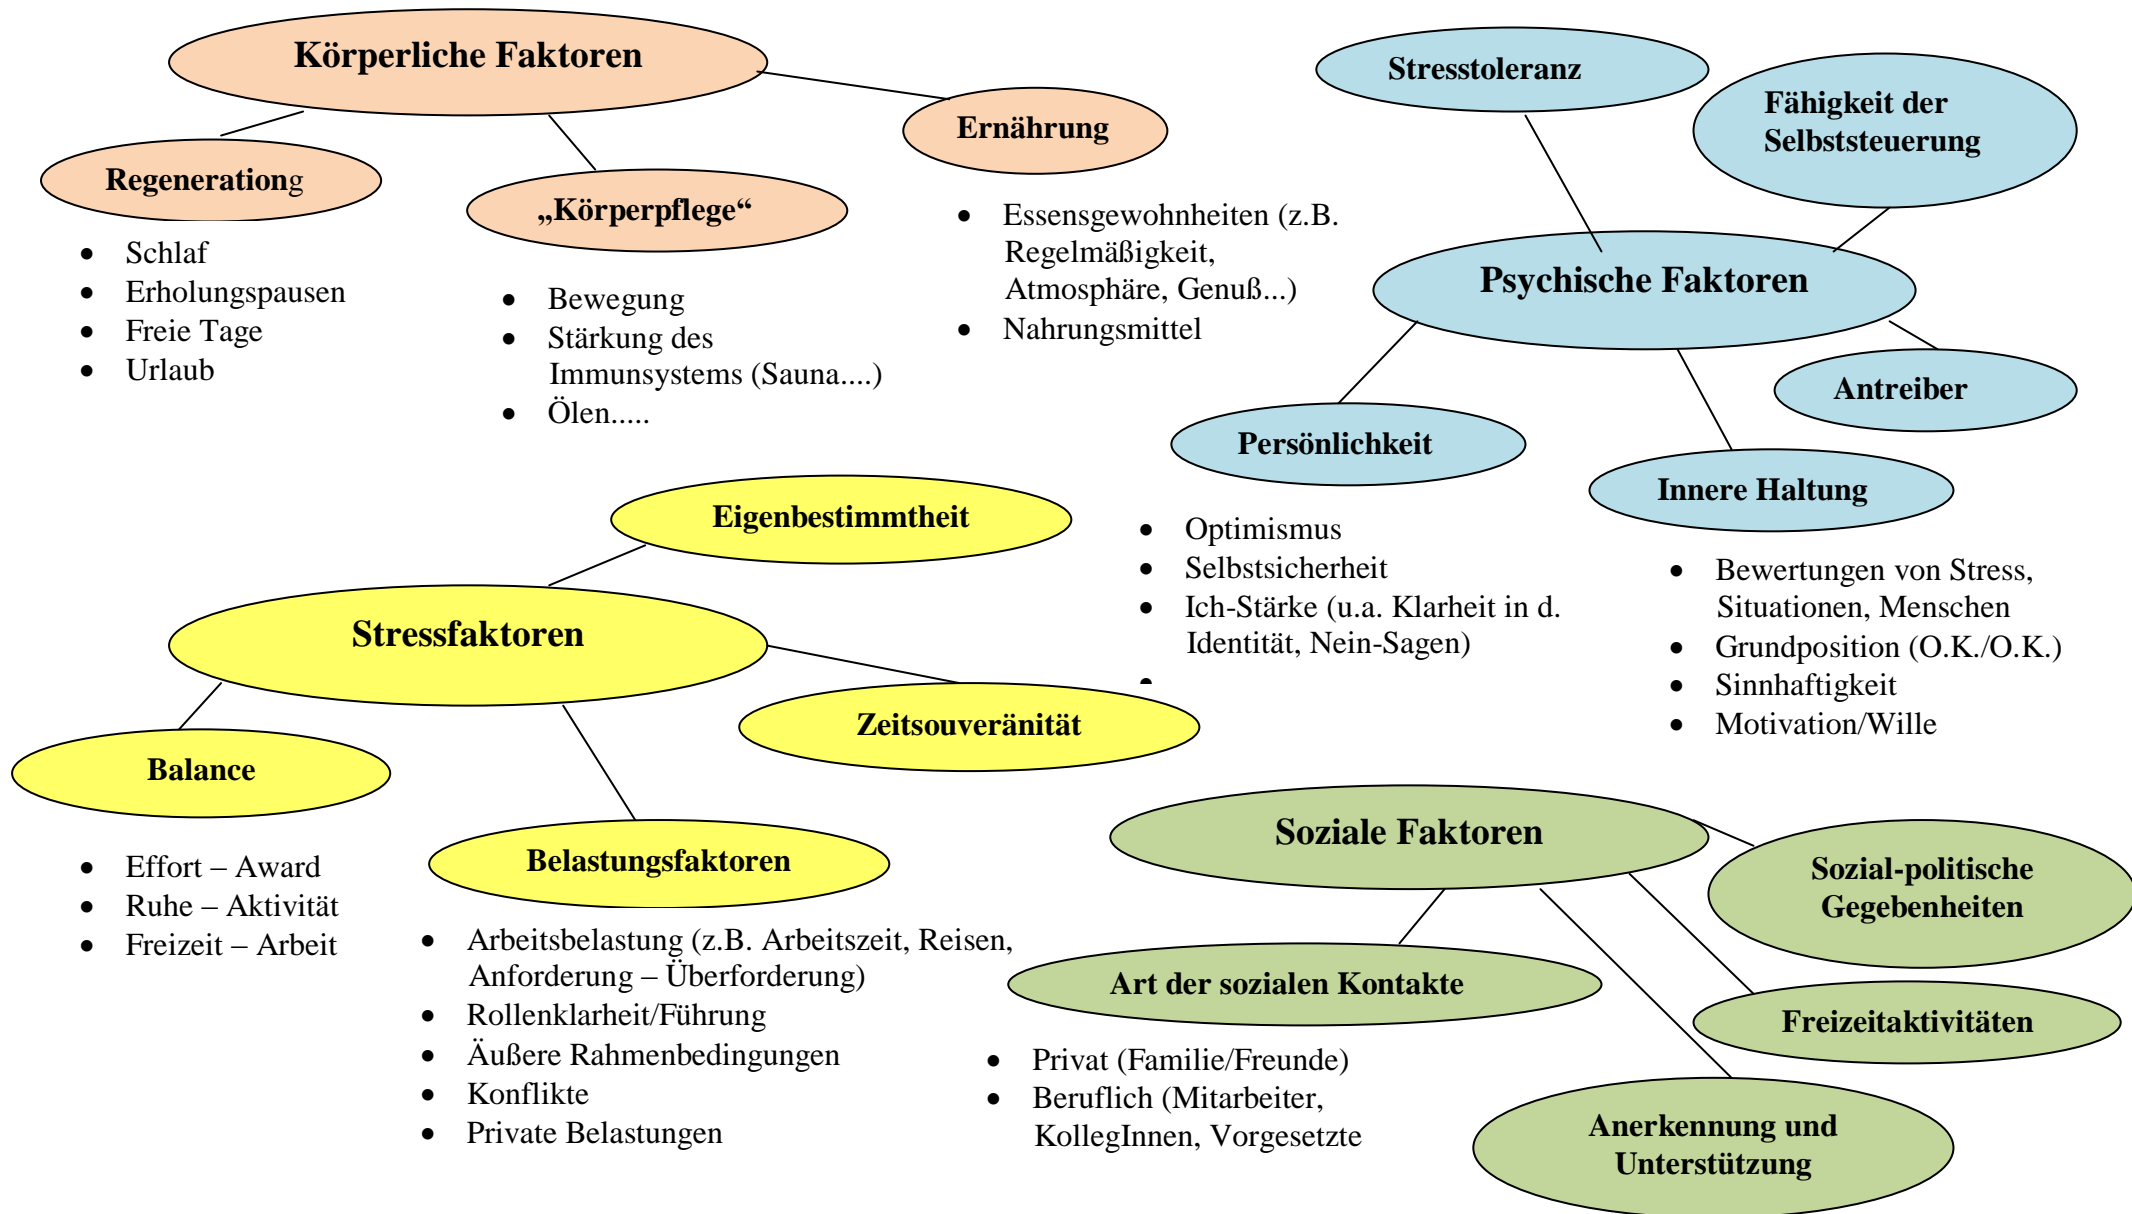 Körperliche Faktoren
Regenerationg
• Schlaf
• Erholungspausen
• Freie Tage
• Urlaub
„Körperpflege“
• Bewegung
• Stärkung des
Immunsystems (Sauna....)
• Ölen.....
Ernährung
• Essensgewohnheiten (z.B.
Regelmäßigkeit,
Atmosphäre, Genuß...)
• Nahrungsmittel
Stresstoleranz
Fähigkeit der
Selbststeuerung
Psychische Faktoren
Antreiber
Persönlichkeit
• Optimismus
• Selbstsicherheit
• Ich-Stärke (u.a. Klarheit in d.
Identität, Nein-Sagen)
•
Innere Haltung
• Bewertungen von Stress,
Situationen, Menschen
• Grundposition (O.K./O.K.)
• Sinnhaftigkeit
• Motivation/Wille
Eigenbestimmtheit
Stressfaktoren
Zeitsouveränität
Balance
• Effort – Award
• Ruhe – Aktivität
• Freizeit – Arbeit
Belastungsfaktoren
• Arbeitsbelastung (z.B. Arbeitszeit, Reisen,
Anforderung – Überforderung)
• Rollenklarheit/Führung
• Äußere Rahmenbedingungen
• Konflikte
• Private Belastungen
Soziale Faktoren
Sozial-politische
Gegebenheiten
Art der sozialen Kontakte
• Privat (Familie/Freunde)
• Beruflich (Mitarbeiter,
KollegInnen, Vorgesetzte
Freizeitaktivitäten
Anerkennung und
Unterstützung